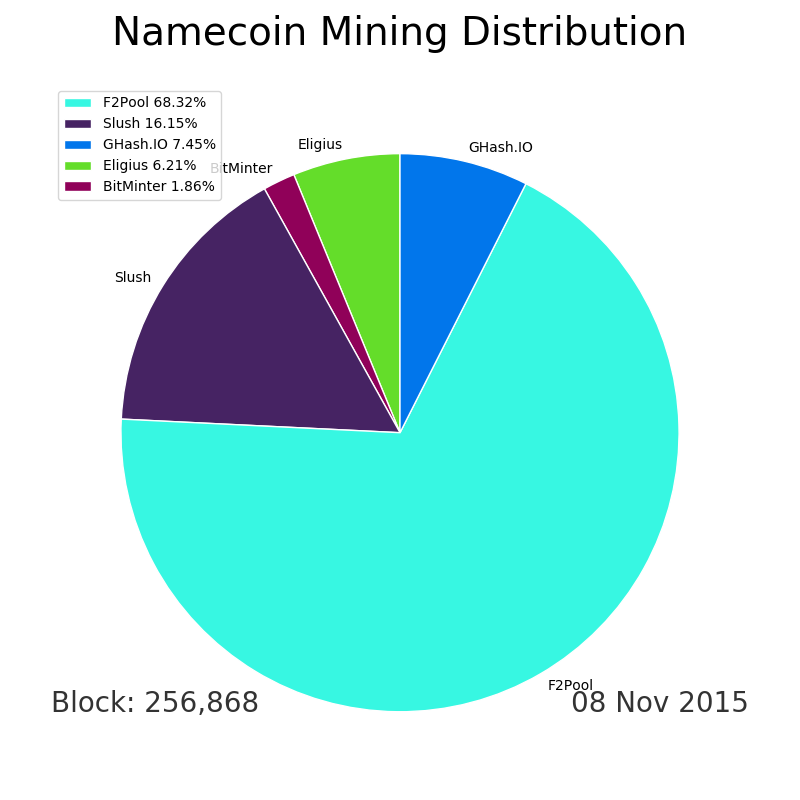 Namecoin Mining Distribution
F2Pool 68.32%
Slush 16.15%
GHash.IO 7.45%
Eligius 6.21%
BitMinter 1.86%
Eligius
GHash.IO
BitMinter
Slush
F2Pool
Block: 256,868
08 Nov 2015